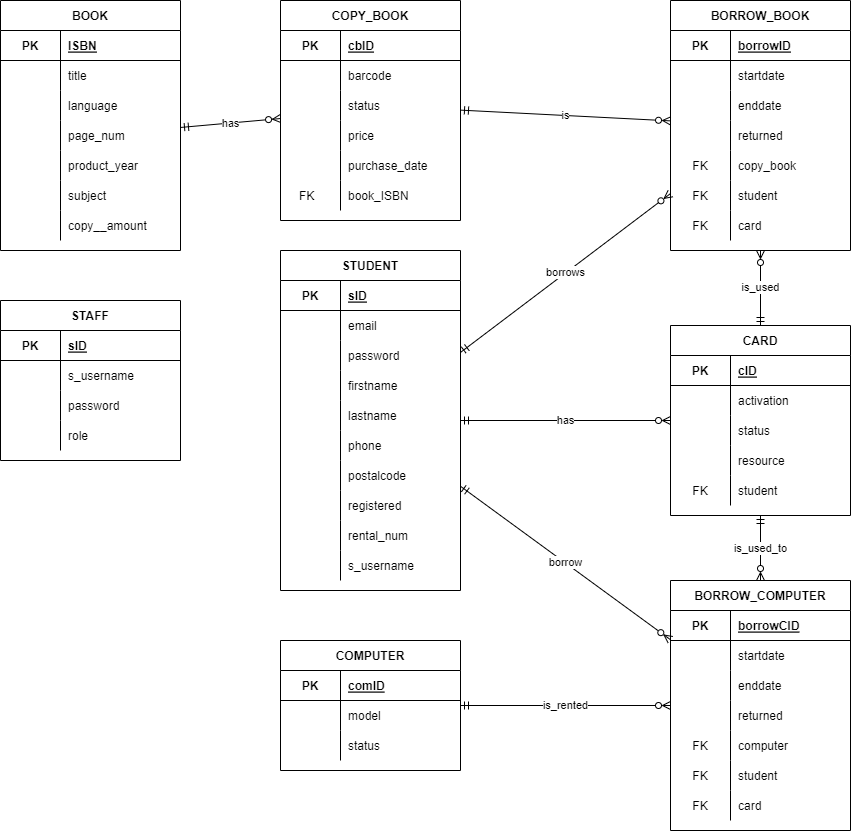 BOOK
PK ISBN
title
language
page_num
product_year
subject
copy__amount
has
COPY_BOOK
PK cbID
barcode
status
price
purchase_date
FK book_ISBN
is
BORROW_BOOK
PK borrowID
startdate
enddate
returned
FK copy_book
FK student
FK card
STAFF
PK sID
s_username
password
role
STUDENT
PK sID
email
password
firstname
lastname
phone
postalcode
registered
rental_num
s_username
borrows
has
borrow
is_used
CARD
PK cID
activation
status
resource
FK student
is_used_to
COMPUTER
PK comID
model
status
is_rented
BORROW_COMPUTER
PK borrowCID
startdate
enddate
returned
FK computer
FK student
FK card